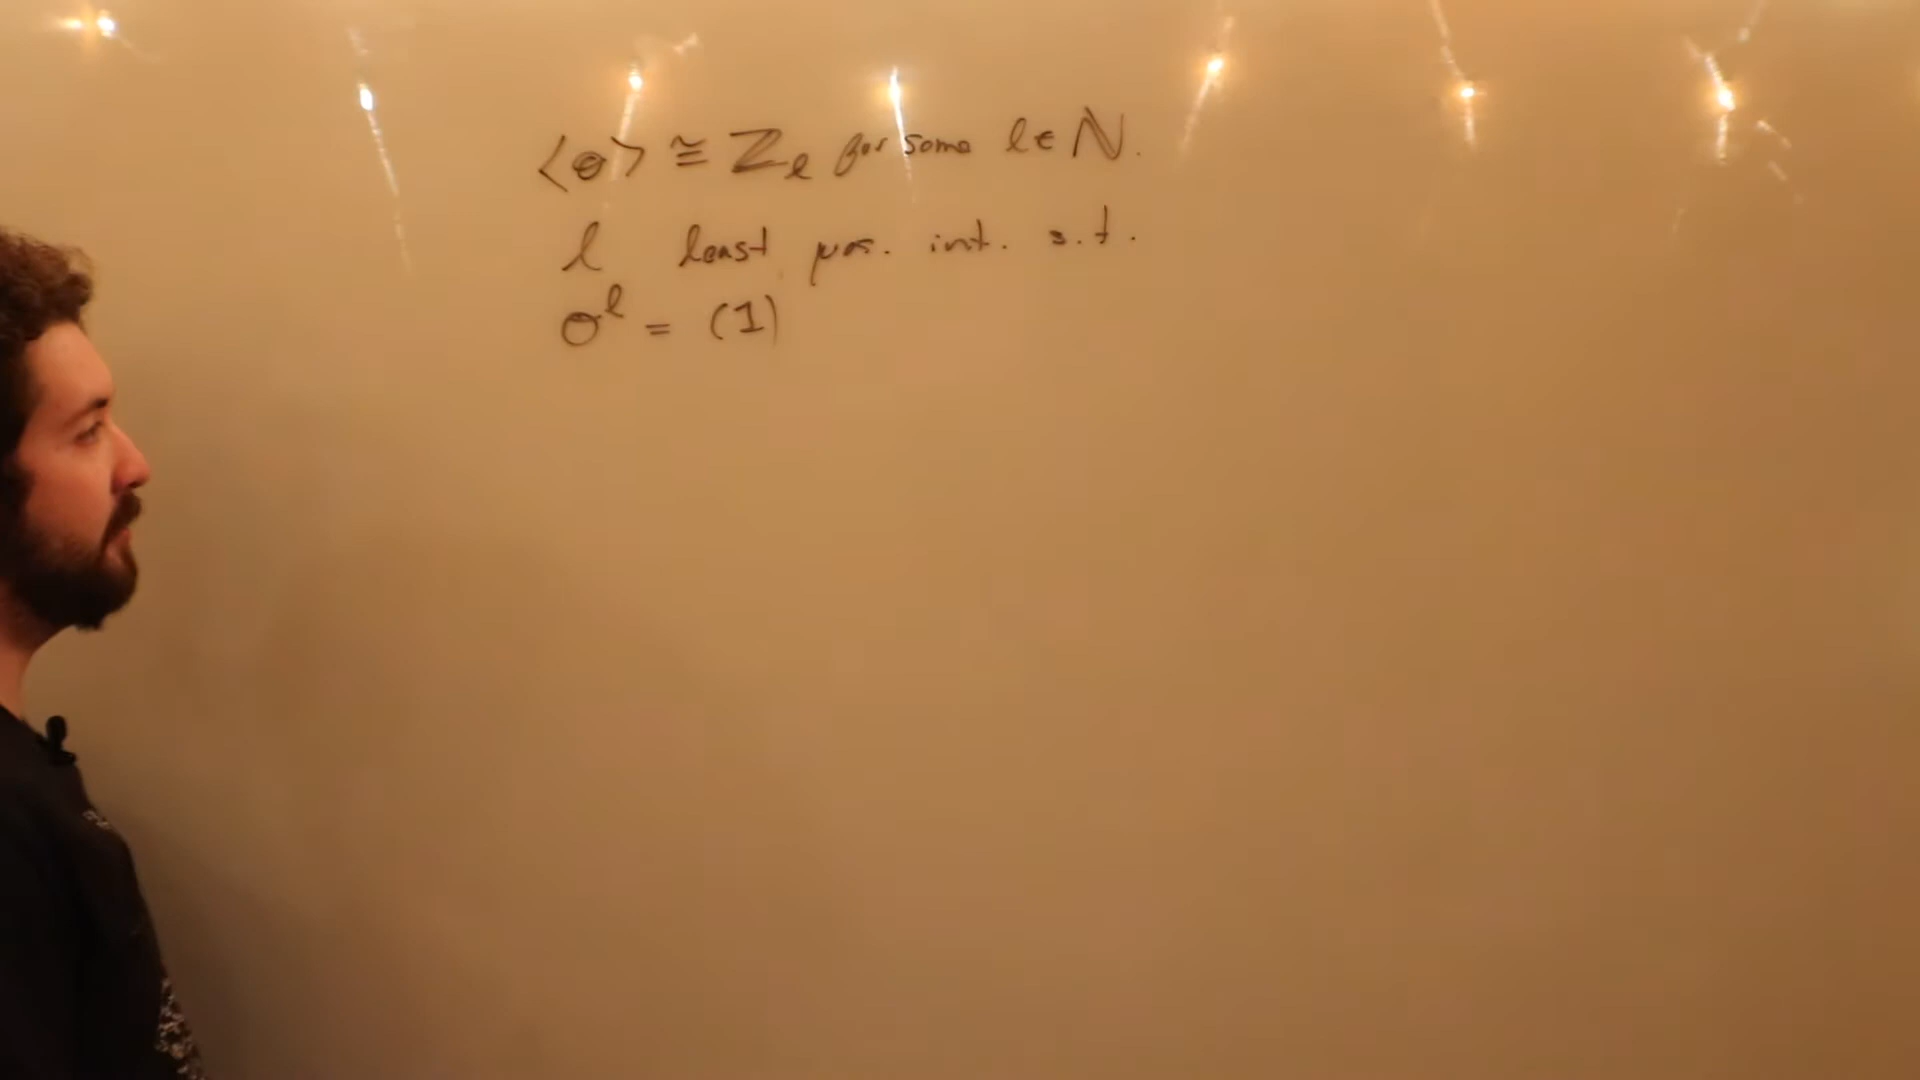 ⟨σ⟩ ≅ ℤ_ℓ for some ℓ ∈ ℕ.
ℓ least pos. int. s.t.
σ^ℓ = (1)